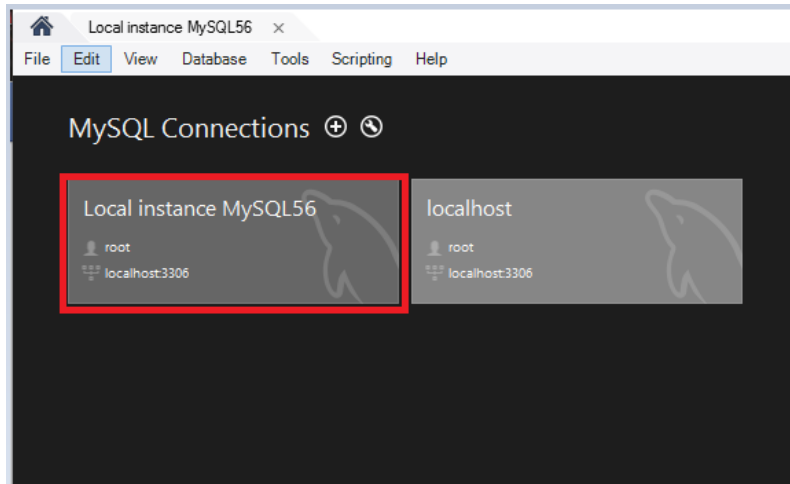 Local instance MySQL56
File Edit View Database Tools Scripting Help
MySQL Connections
Local instance MySQL56
root
localhost:3306
localhost
root
localhost:3306